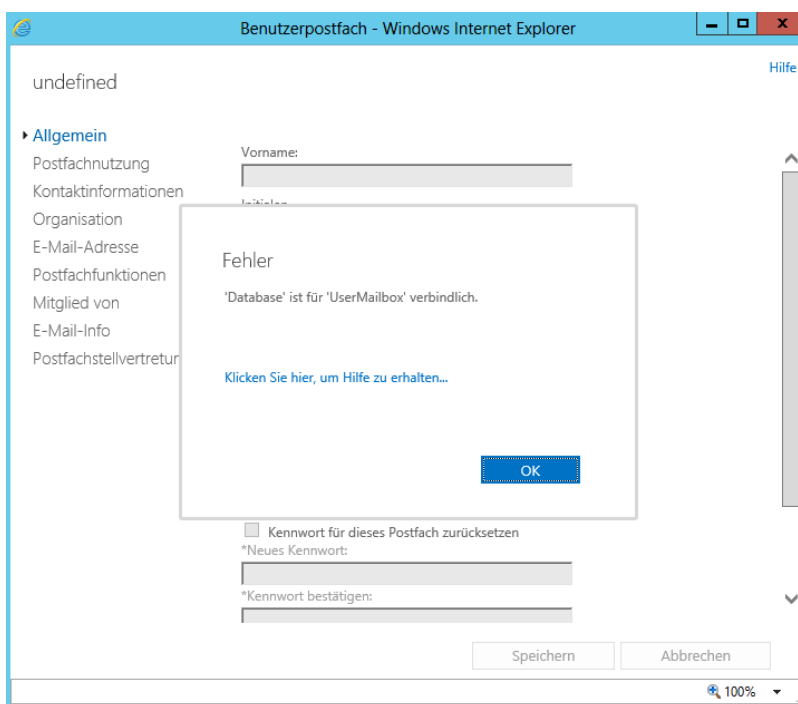 Benutzerpostfach - Windows Internet Explorer
Hilfe
undefined
Allgemein
Postfachnutzung
Kontaktinformationen
Organisation
E-Mail-Adresse
Postfachfunktionen
Mitglied von
E-Mail-Info
Postfachstellvertretur
Vorname:
Initialen
Fehler
'Database' ist für 'UserMailbox' verbindlich.
Klicken Sie hier, um Hilfe zu erhalten...
OK
Kennwort für dieses Postfach zurücksetzen
*Neues Kennwort:
*Kennwort bestätigen:
Speichern
Abbrechen
100%